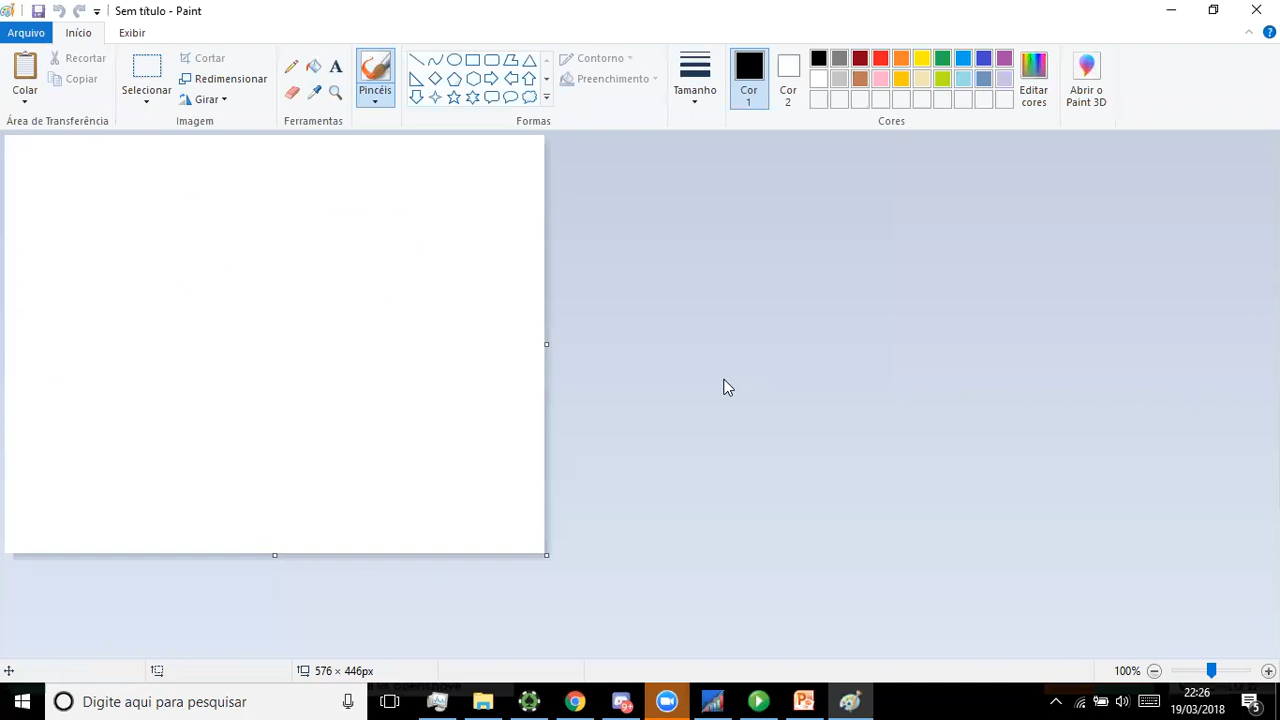 Sem título - Paint
Arquivo Início Exibir
Colar
Recortar
Copiar
Área de Transferência
Selecionar
Cortar
Redimensionar
Girar
Imagem
A
Ferramentas
Pincéis
Contorno
Preenchimento
Formas
Tamanho
Cor 1
Cor 2
Editar cores
Cores
Abrir o Paint 3D
576 × 446px
100%
Digite aqui para pesquisar
22:26
19/03/2018
5